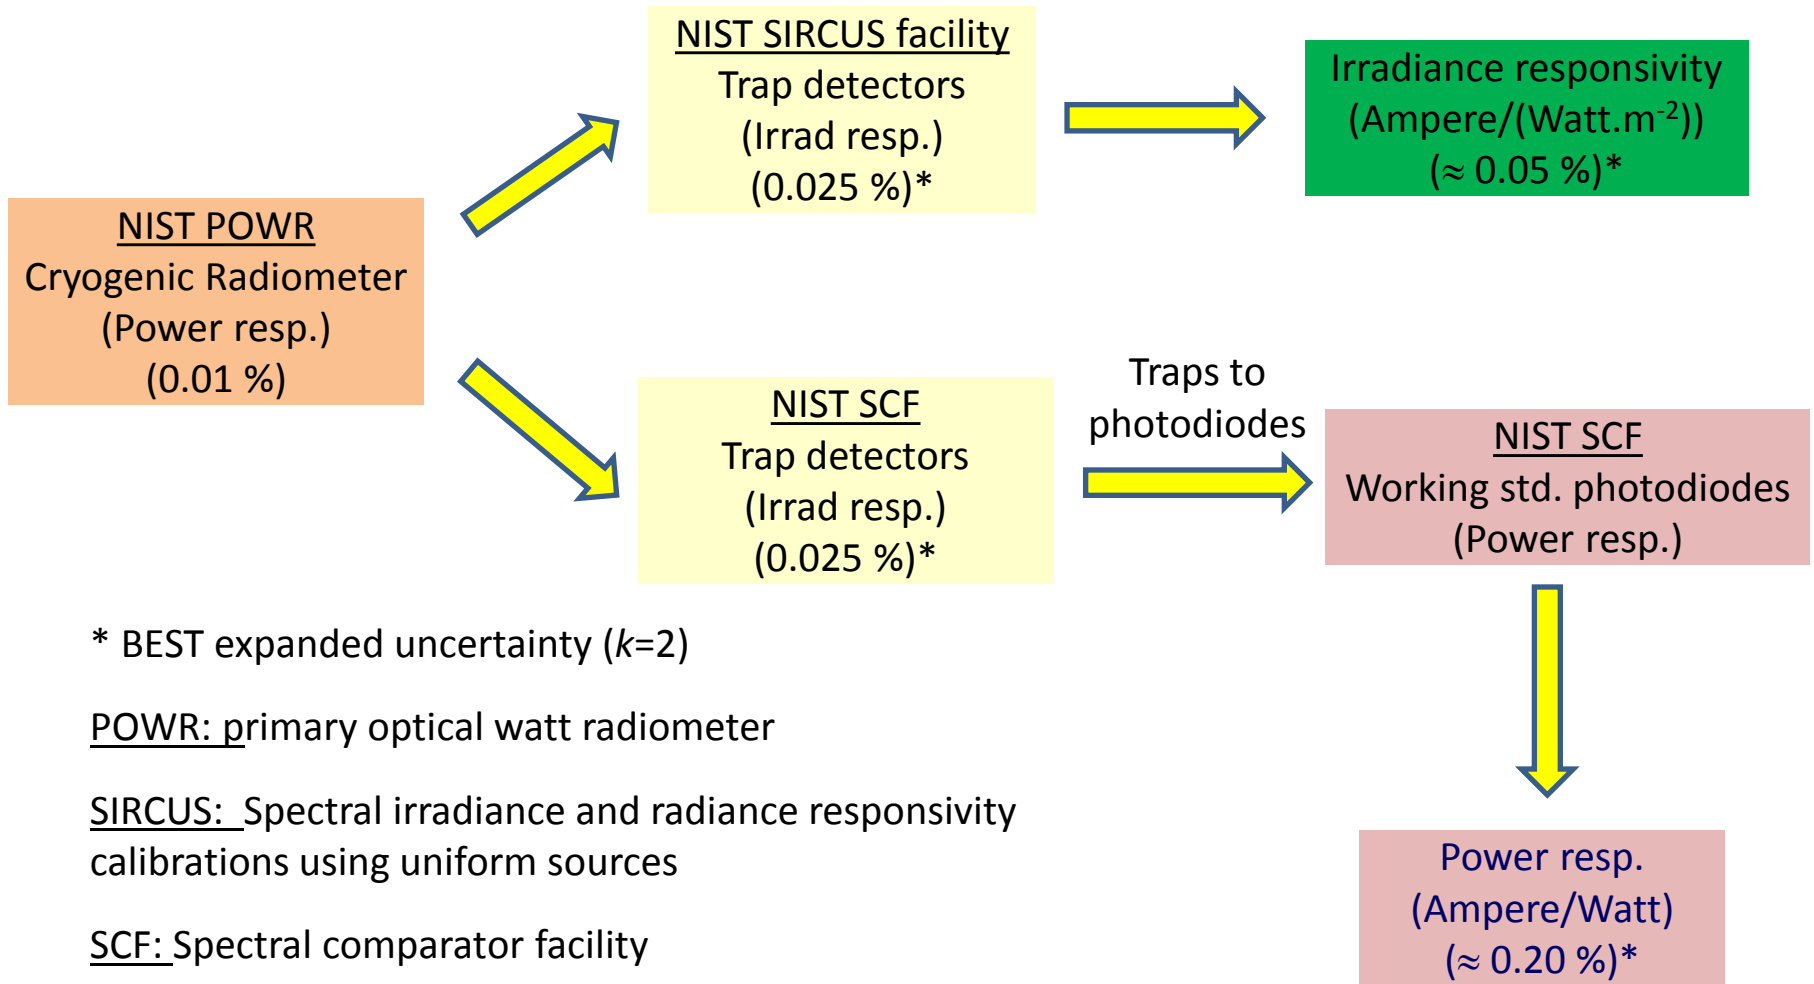 NIST POWR
Cryogenic Radiometer
(Power resp.)
(0.01 %)
NIST SIRCUS facility
Trap detectors
(Irrad resp.)
(0.025 %)*
Irradiance responsivity
(Ampere/(Watt.m⁻²))
(≈ 0.05 %)*
NIST SCF
Trap detectors
(Irrad resp.)
(0.025 %)*
Traps to
photodiodes
NIST SCF
Working std. photodiodes
(Power resp.)
Power resp.
(Ampere/Watt)
(≈ 0.20 %)*
* BEST expanded uncertainty (k=2)
POWR: primary optical watt radiometer
SIRCUS: Spectral irradiance and radiance responsivity
calibrations using uniform sources
SCF: Spectral comparator facility